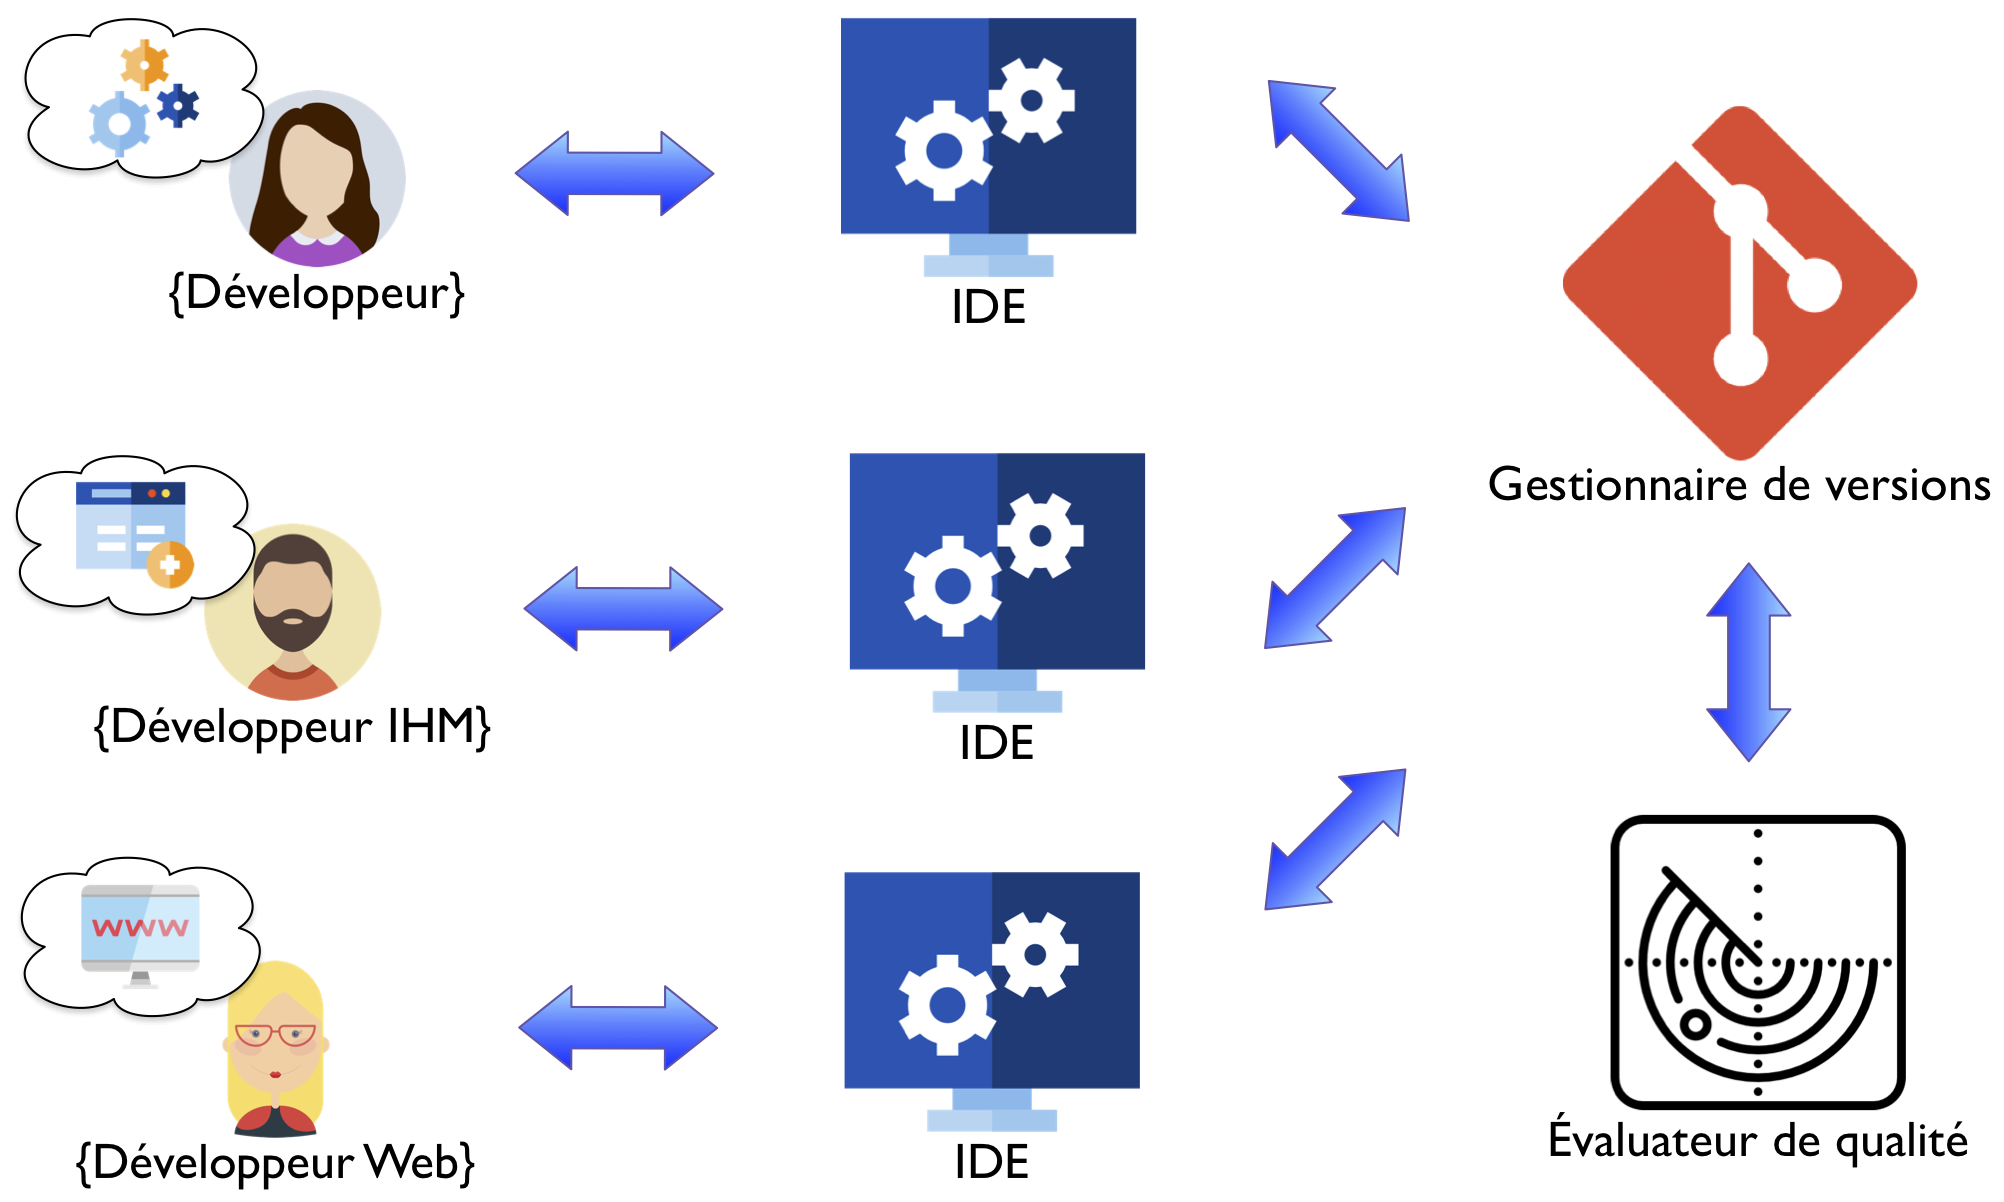 {Développeur}
IDE
Gestionnaire de versions
{Développeur IHM}
IDE
www
{Développeur Web}
IDE
Évaluateur de qualité